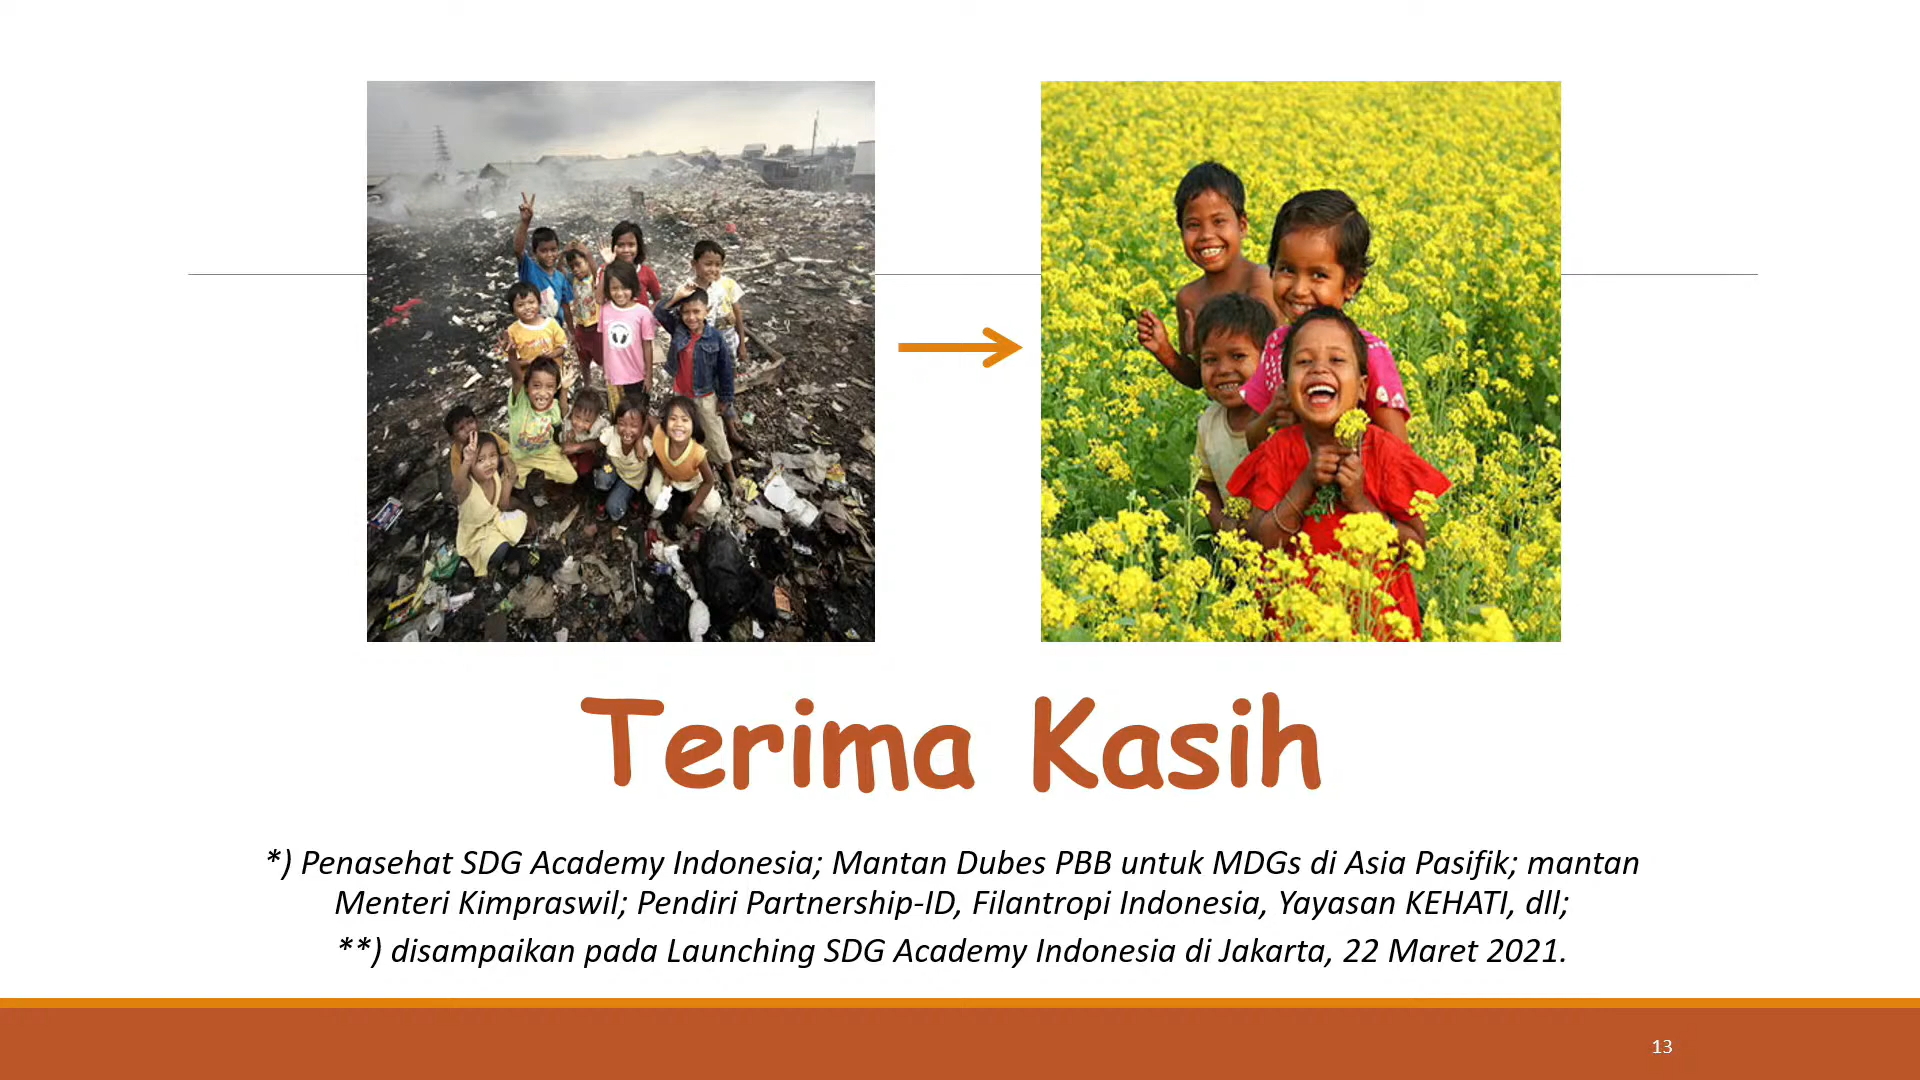 Terima Kasih
*) Penasehat SDG Academy Indonesia; Mantan Dubes PBB untuk MDGs di Asia Pasifik; mantan
Menteri Kimpraswil; Pendiri Partnership-ID, Filantropi Indonesia, Yayasan KEHATI, dll;
**) disampaikan pada Launching SDG Academy Indonesia di Jakarta, 22 Maret 2021.
13